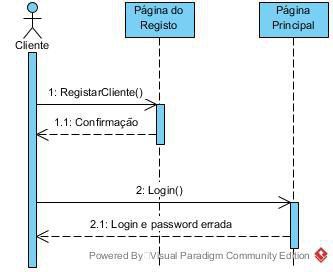 Página do
Registo
Página
Principal
Cliente
1: RegistarCliente()
1.1: Confirmação
2: Login()
2.1: Login e password errada
Powered By Visual Paradigm Community Edition